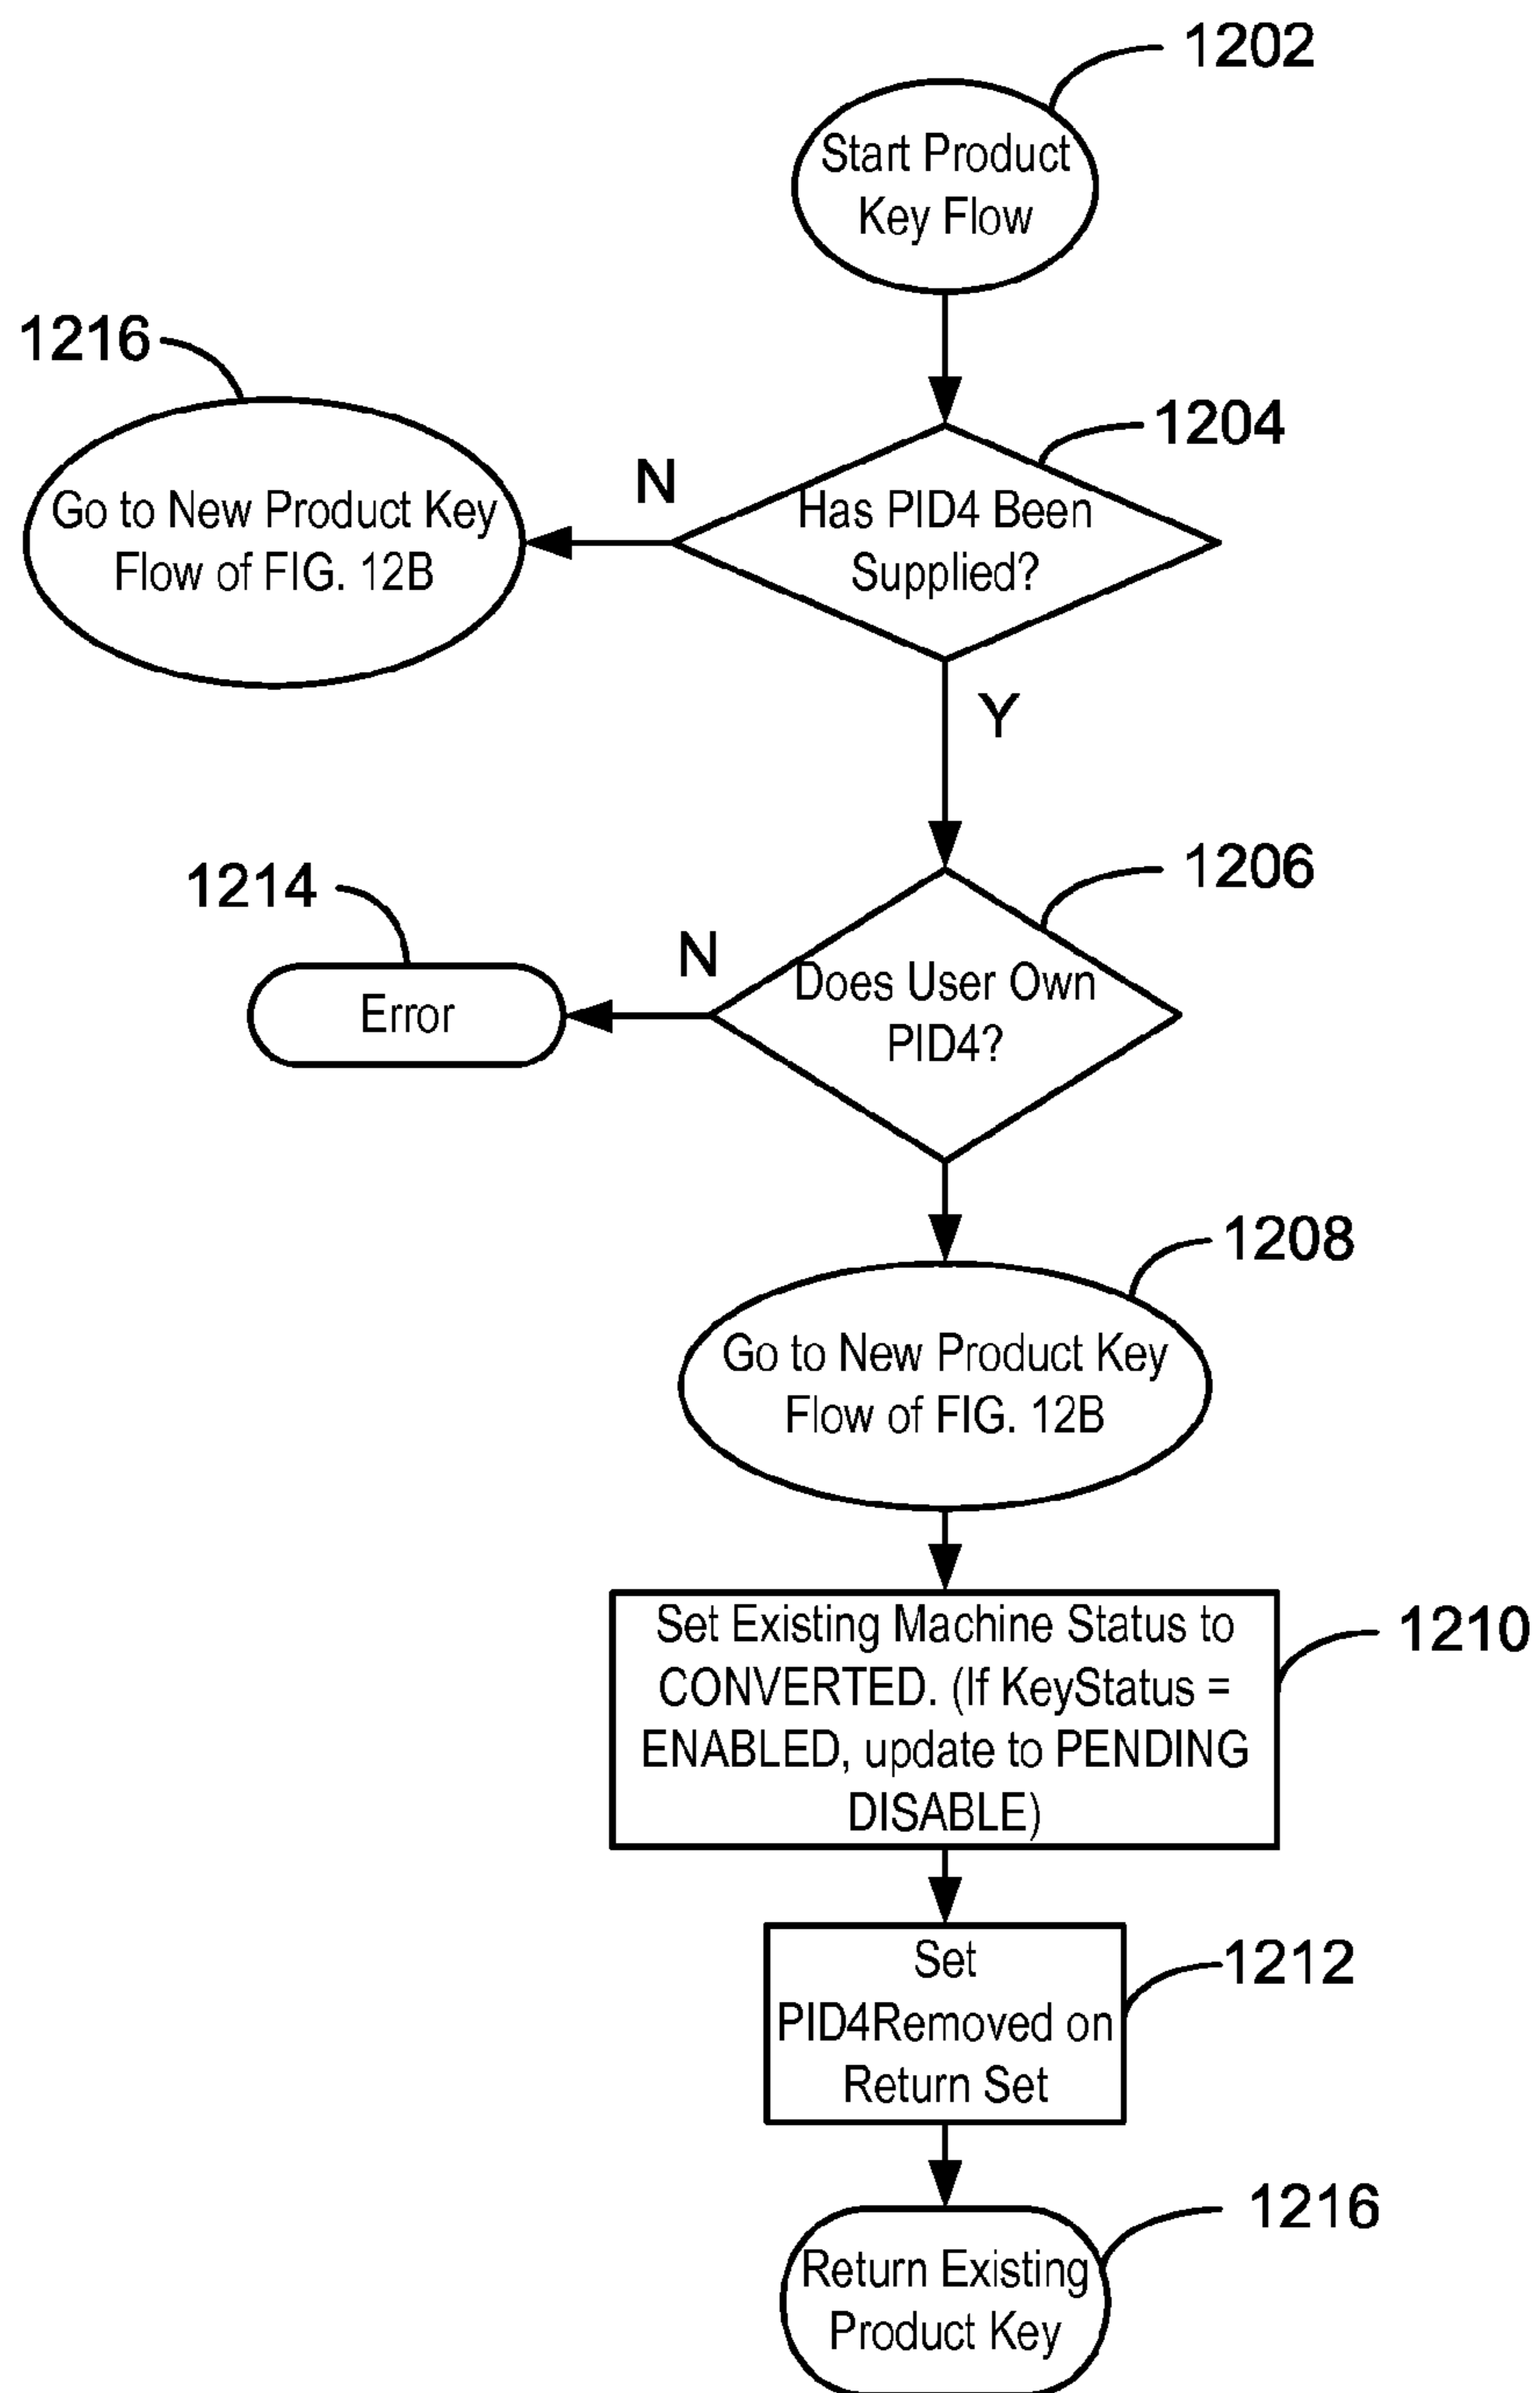 1202
Start Product
Key Flow
1216
1204
N
Go to New Product Key
Flow of FIG. 12B
Has PID4 Been
Supplied?
Y
1206
1214
N
Does User Own
PID4?
Error
1208
Go to New Product Key
Flow of FIG. 12B
Set Existing Machine Status to
CONVERTED. (If KeyStatus =
ENABLED, update to PENDING
DISABLE)
1210
Set
PID4Removed on
Return Set
1212
1216
Return Existing
Product Key